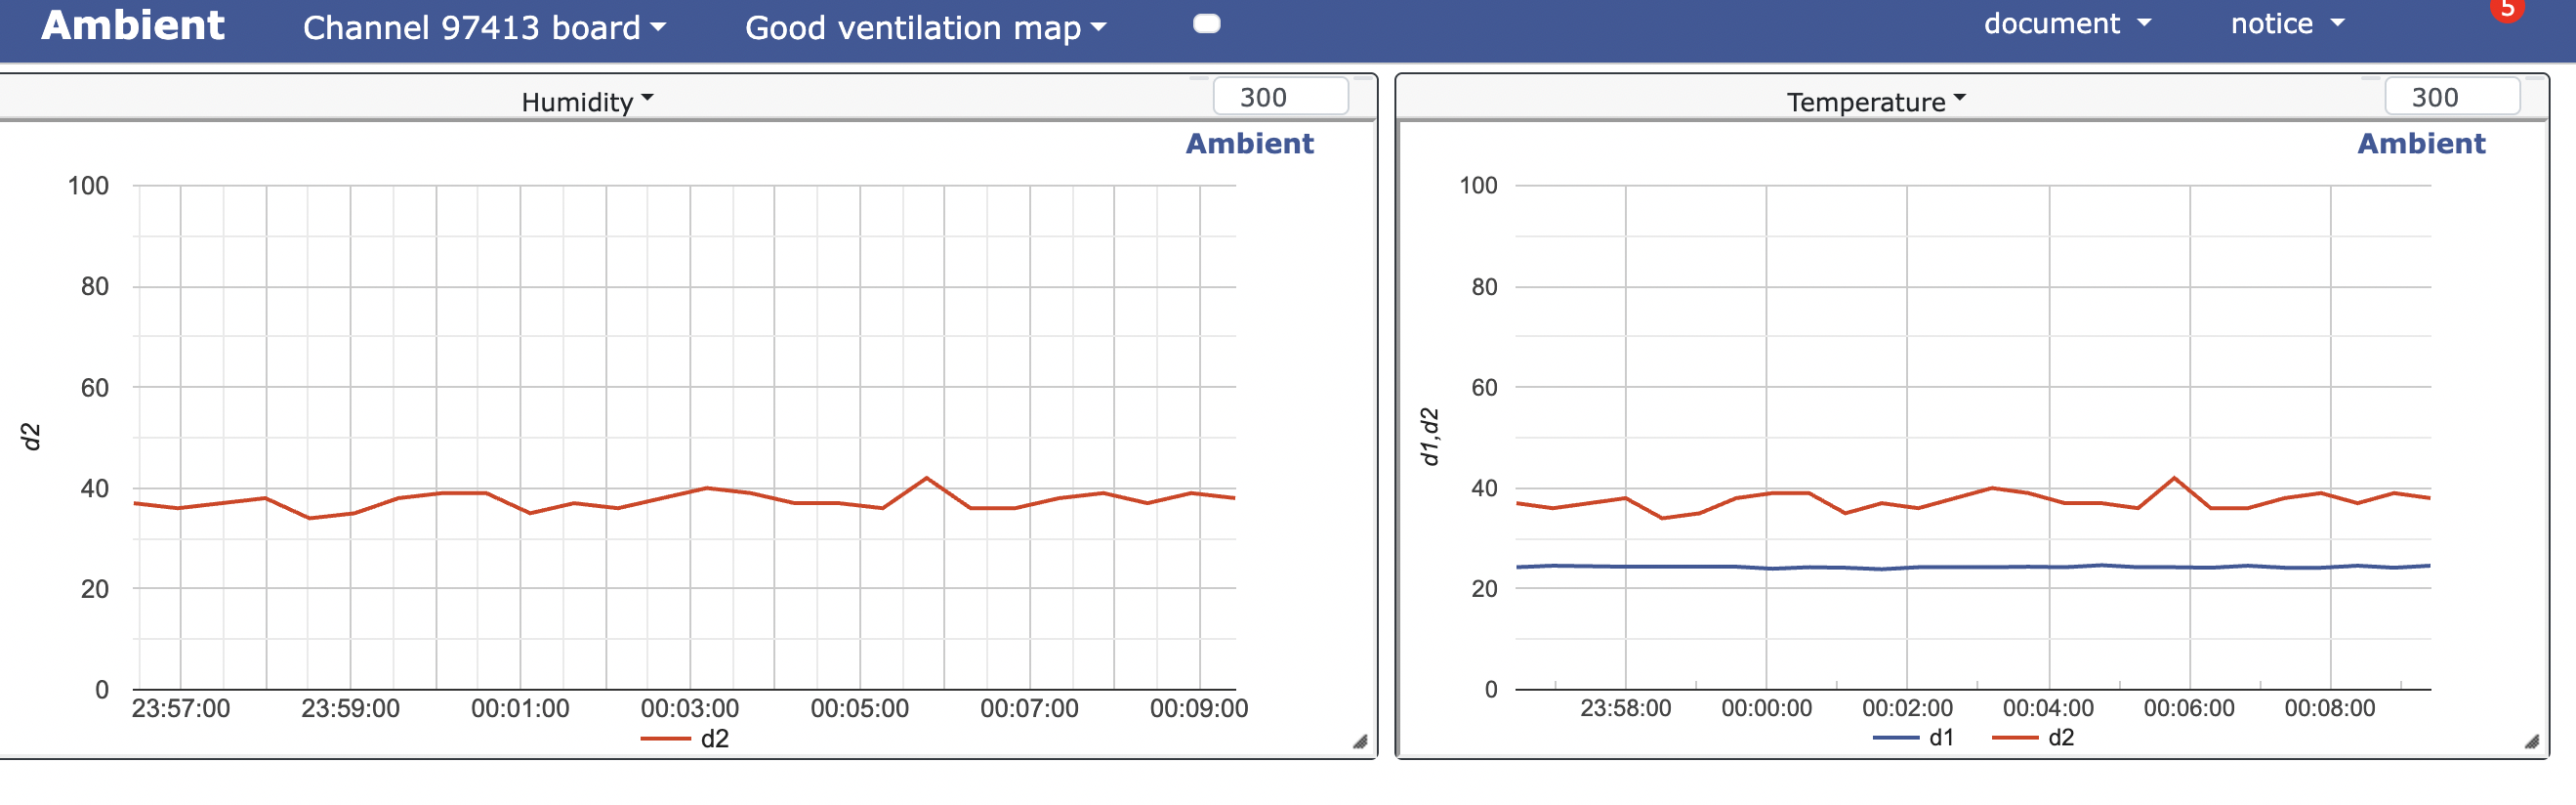 Ambient Channel 97413 board Good ventilation map document notice 5
Humidity 300
Ambient
100
80
60
40
20
0
d2
23:57:00 23:59:00 00:01:00 00:03:00 00:05:00 00:07:00 00:09:00
d2
Temperature 300
Ambient
100
80
60
40
20
0
d1,d2
23:58:00 00:00:00 00:02:00 00:04:00 00:06:00 00:08:00
d1 d2